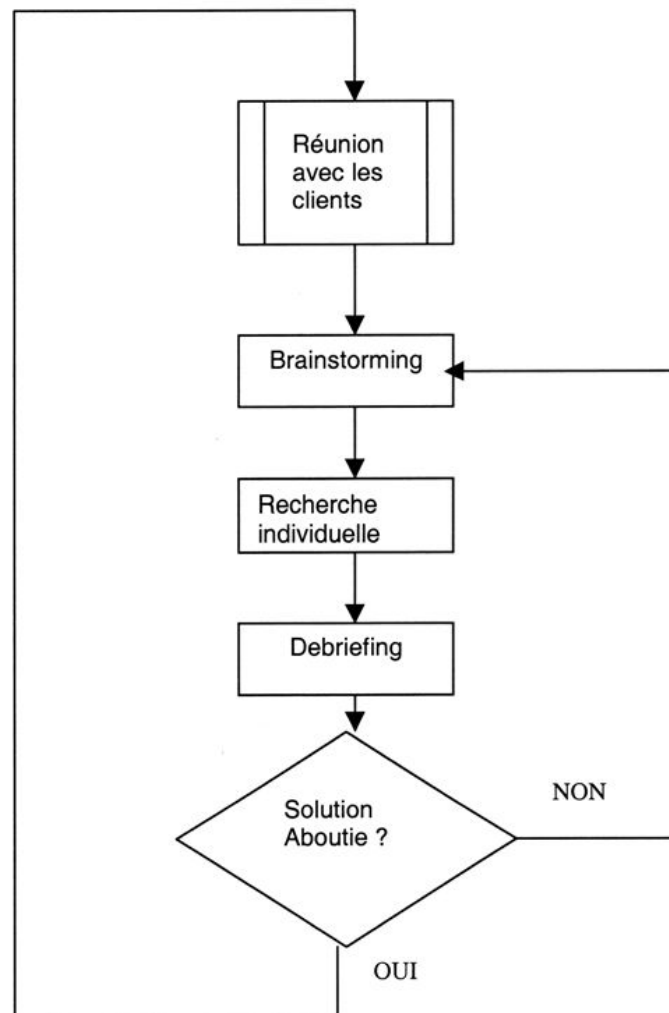 Réunion
avec les
clients
Brainstorming
Recherche
individuelle
Debriefing
Solution
Aboutie ?
NON
OUI